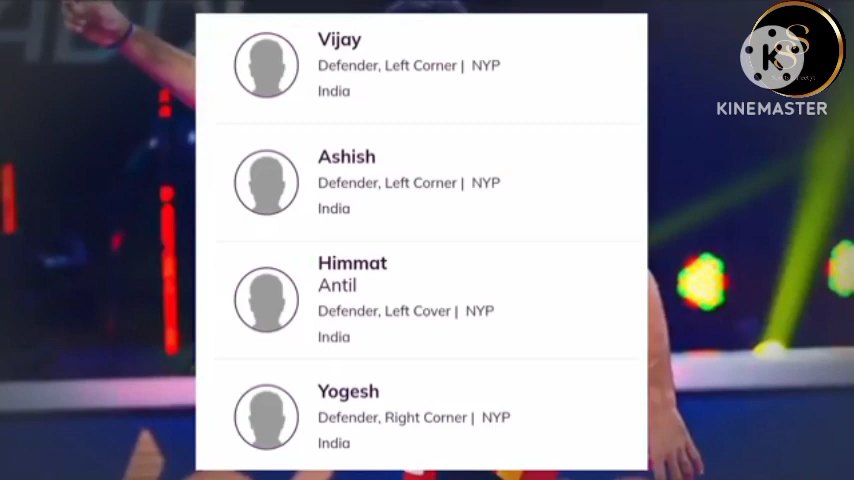 Vijay
Defender, Left Corner | NYP
India
Ashish
Defender, Left Corner | NYP
India
Himmat
Antil
Defender, Left Cover | NYP
India
Yogesh
Defender, Right Corner | NYP
India
K
KINEMASTER